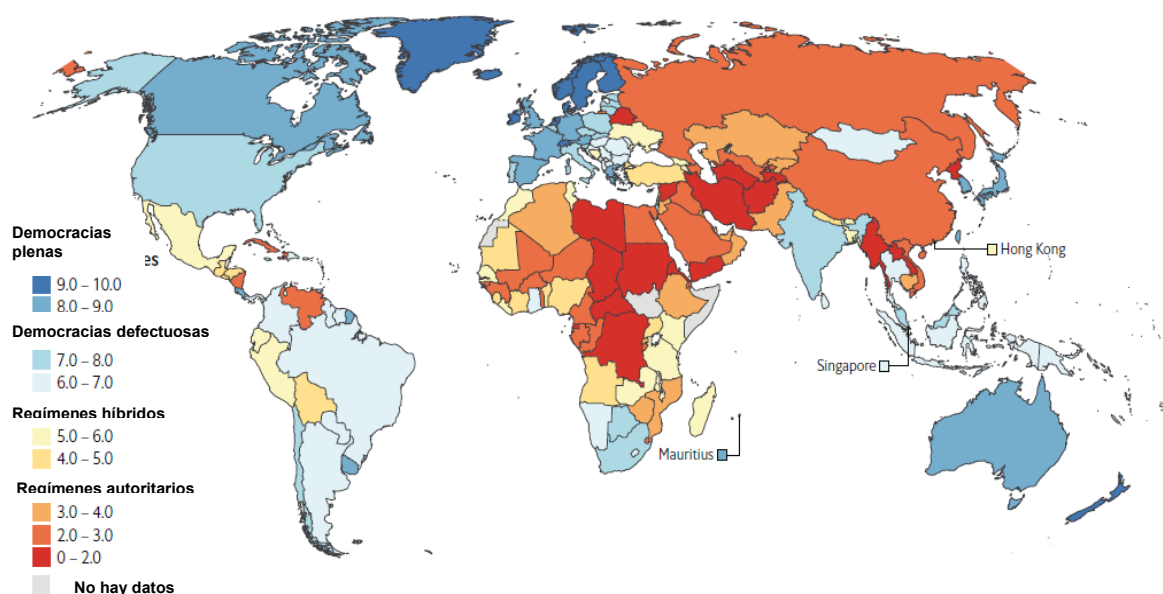 Democracias
plenas
es
9.0 – 10.0
8.0 – 9.0
Democracias defectuosas
7.0 – 8.0
6.0 – 7.0
Regímenes híbridos
5.0 – 6.0
4.0 – 5.0
Regímenes autoritarios
3.0 – 4.0
2.0 – 3.0
0 – 2.0
No hay datos
Hong Kong
Singapore
Mauritius